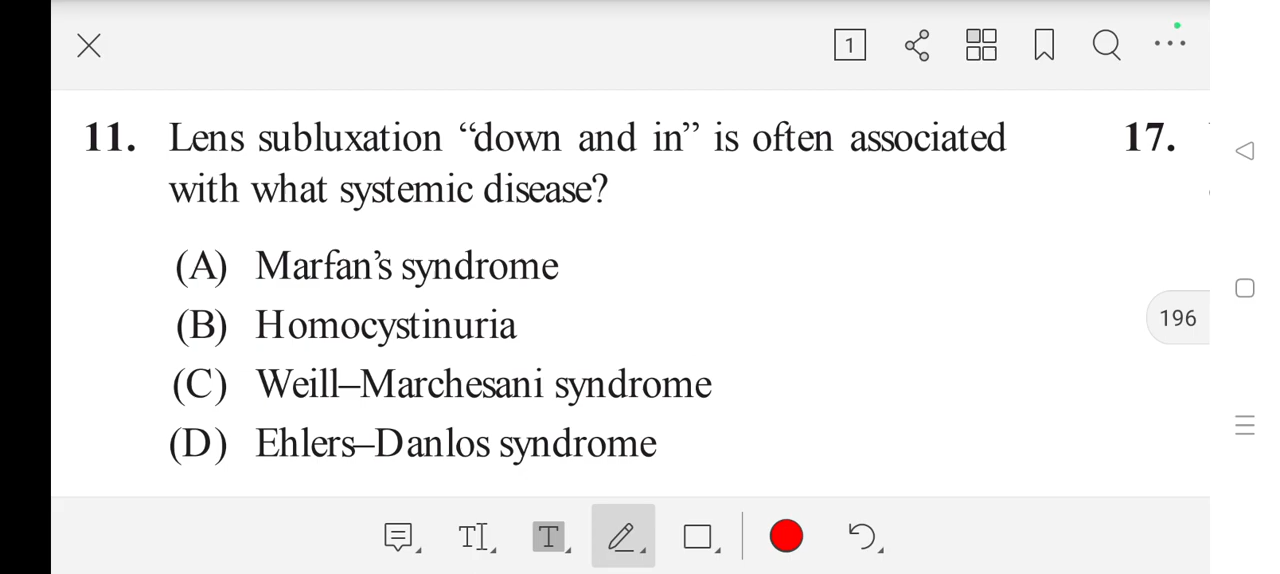 1
11. Lens subluxation “down and in” is often associated
with what systemic disease?
(A) Marfan’s syndrome
(B) Homocystinuria
(C) Weill–Marchesani syndrome
(D) Ehlers–Danlos syndrome
17.
196
TI
T